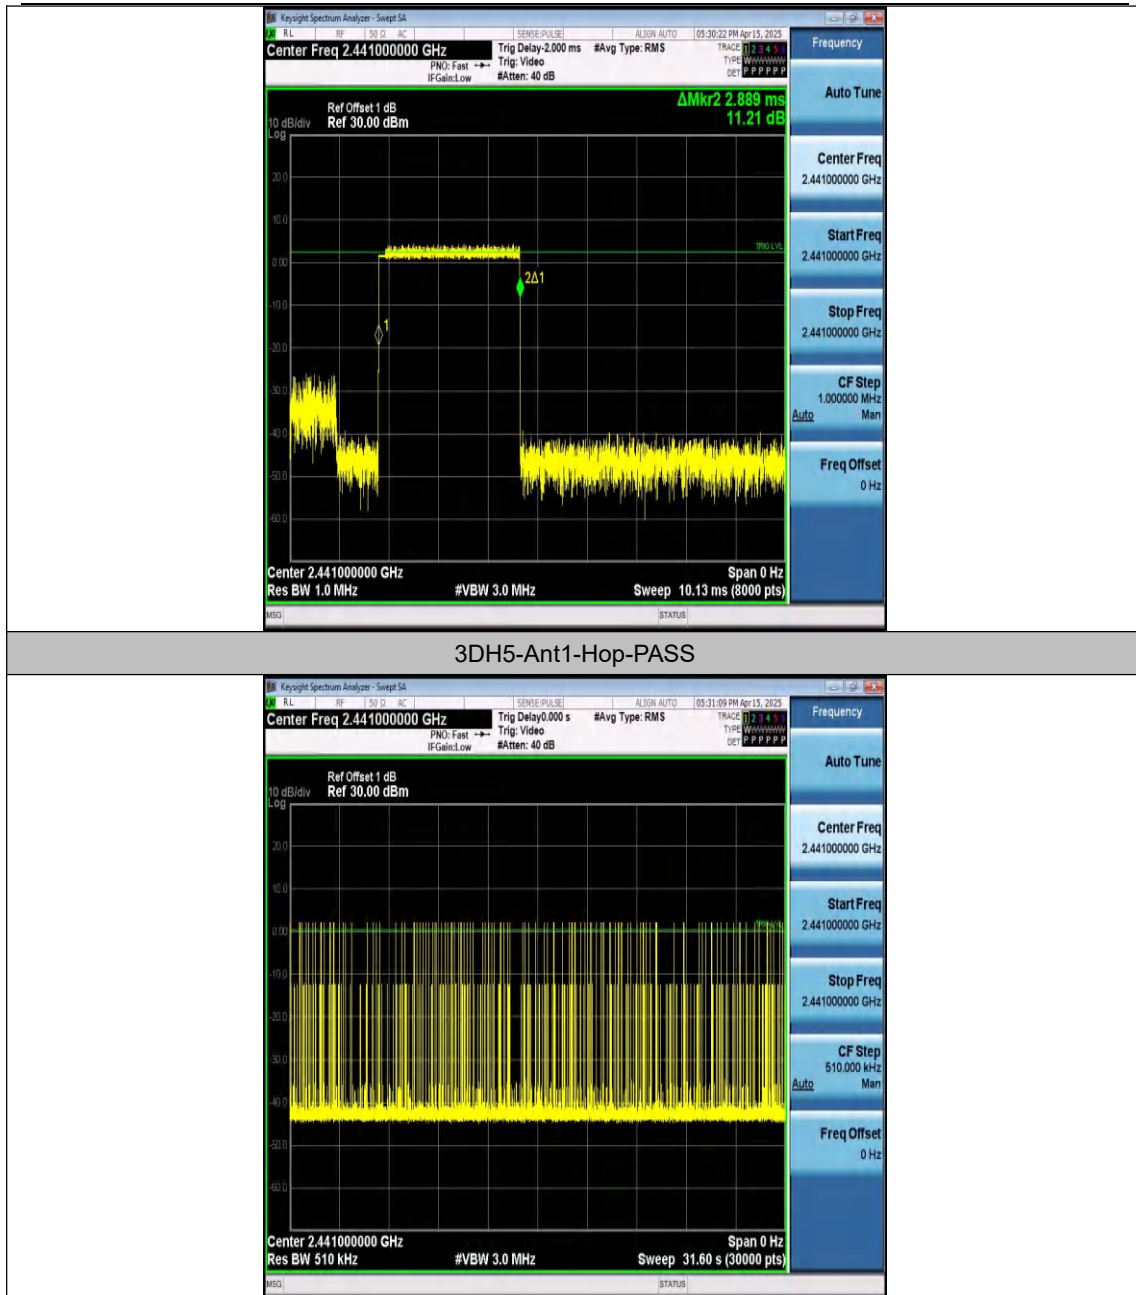 Keysight Spectrum Analyzer - Swept SA
RL RF 50 Ω AC SENSE:PULSE ALIGN AUTO 05:30:22 PM Apr 15, 2025
Center Freq 2.441000000 GHz Trig Delay-2.000 ms #Avg Type: RMS TRACE 1 2 3 4 5 6
PNO: Fast Trig: Video TYPE WWWWWW
IFGain:Low #Atten: 40 dB DET P P P P P P
Frequency
ΔMkr2 2.889 ms
11.21 dB
Ref Offset 1 dB
10 dB/div Ref 30.00 dBm
Log
20.0
10.0
0.00
-10.0
-20.0
-30.0
-40.0
-50.0
-60.0
TRIG LVL
1
2Δ1
Center 2.441000000 GHz Span 0 Hz
Res BW 1.0 MHz #VBW 3.0 MHz Sweep 10.13 ms (8000 pts)
MSG STATUS
Auto Tune
Center Freq
2.441000000 GHz
Start Freq
2.441000000 GHz
Stop Freq
2.441000000 GHz
CF Step
1.000000 MHz
Auto Man
Freq Offset
0 Hz
3DH5-Ant1-Hop-PASS
Keysight Spectrum Analyzer - Swept SA
RL RF 50 Ω AC SENSE:PULSE ALIGN AUTO 05:31:09 PM Apr 15, 2025
Center Freq 2.441000000 GHz Trig Delay0.000 s #Avg Type: RMS TRACE 1 2 3 4 5 6
PNO: Fast Trig: Video TYPE WWWWWW
IFGain:Low #Atten: 40 dB DET P P P P P P
Frequency
Ref Offset 1 dB
10 dB/div Ref 30.00 dBm
Log
20.0
10.0
0.00
-10.0
-20.0
-30.0
-40.0
-50.0
-60.0
Center 2.441000000 GHz Span 0 Hz
Res BW 510 kHz #VBW 3.0 MHz Sweep 31.60 s (30000 pts)
MSG STATUS
Auto Tune
Center Freq
2.441000000 GHz
Start Freq
2.441000000 GHz
Stop Freq
2.441000000 GHz
CF Step
510.000 kHz
Auto Man
Freq Offset
0 Hz